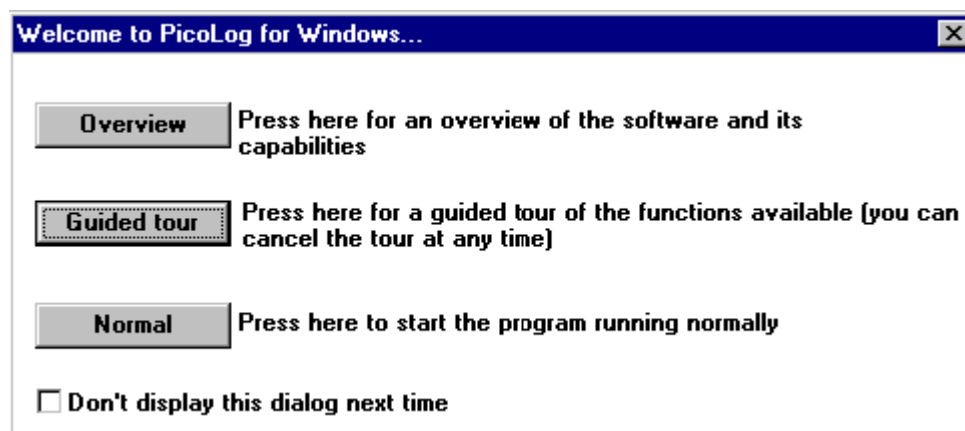 Welcome to PicoLog for Windows...
Overview
Press here for an overview of the software and its
capabilities
Guided tour
Press here for a guided tour of the functions available (you can
cancel the tour at any time)
Normal
Press here to start the program running normally
Don't display this dialog next time